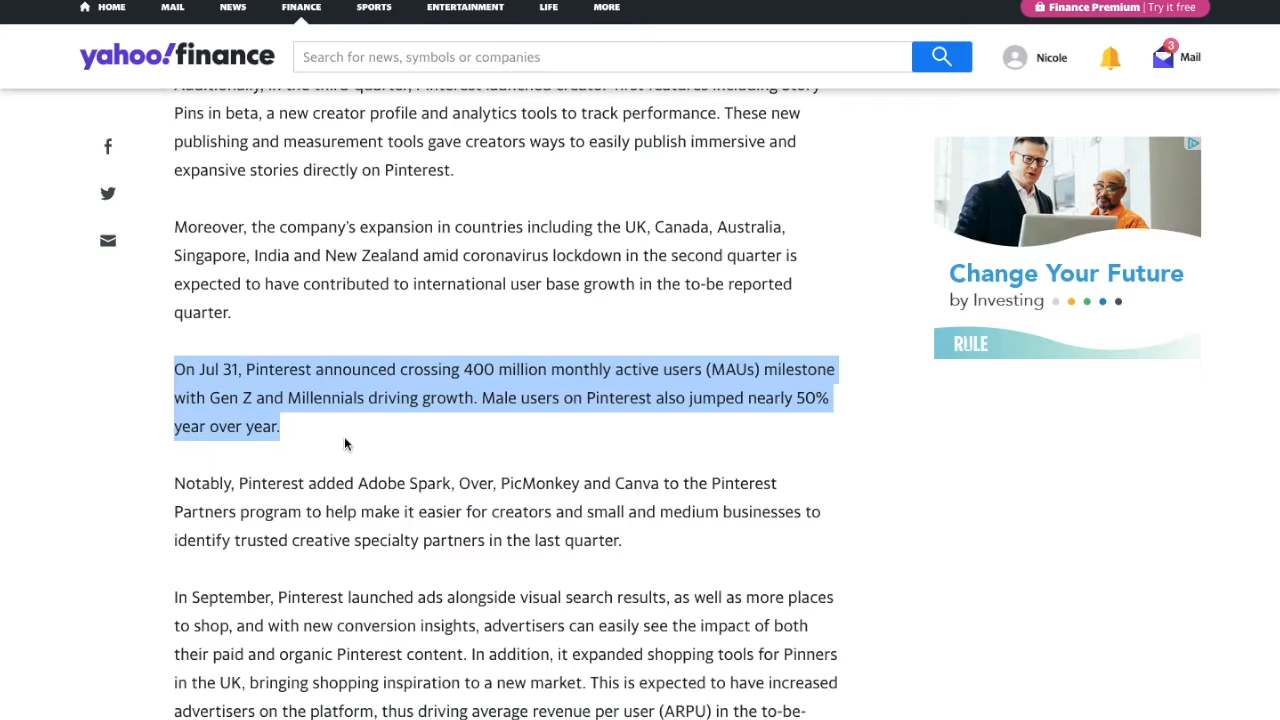 HOME MAIL NEWS FINANCE SPORTS ENTERTAINMENT LIFE MORE Finance Premium | Try it free
yahoo!finance Search for news, symbols or companies Nicole 3 Mail
Additionally, in the third quarter, Pinterest launched creator-first features including Story
Pins in beta, a new creator profile and analytics tools to track performance. These new
publishing and measurement tools gave creators ways to easily publish immersive and
expansive stories directly on Pinterest.
Moreover, the company's expansion in countries including the UK, Canada, Australia,
Singapore, India and New Zealand amid coronavirus lockdown in the second quarter is
expected to have contributed to international user base growth in the to-be reported
quarter.
On Jul 31, Pinterest announced crossing 400 million monthly active users (MAUs) milestone
with Gen Z and Millennials driving growth. Male users on Pinterest also jumped nearly 50%
year over year.
Notably, Pinterest added Adobe Spark, Over, PicMonkey and Canva to the Pinterest
Partners program to help make it easier for creators and small and medium businesses to
identify trusted creative specialty partners in the last quarter.
In September, Pinterest launched ads alongside visual search results, as well as more places
to shop, and with new conversion insights, advertisers can easily see the impact of both
their paid and organic Pinterest content. In addition, it expanded shopping tools for Pinners
in the UK, bringing shopping inspiration to a new market. This is expected to have increased
advertisers on the platform, thus driving average revenue per user (ARPU) in the to-be-
Change Your Future
by Investing
RULE